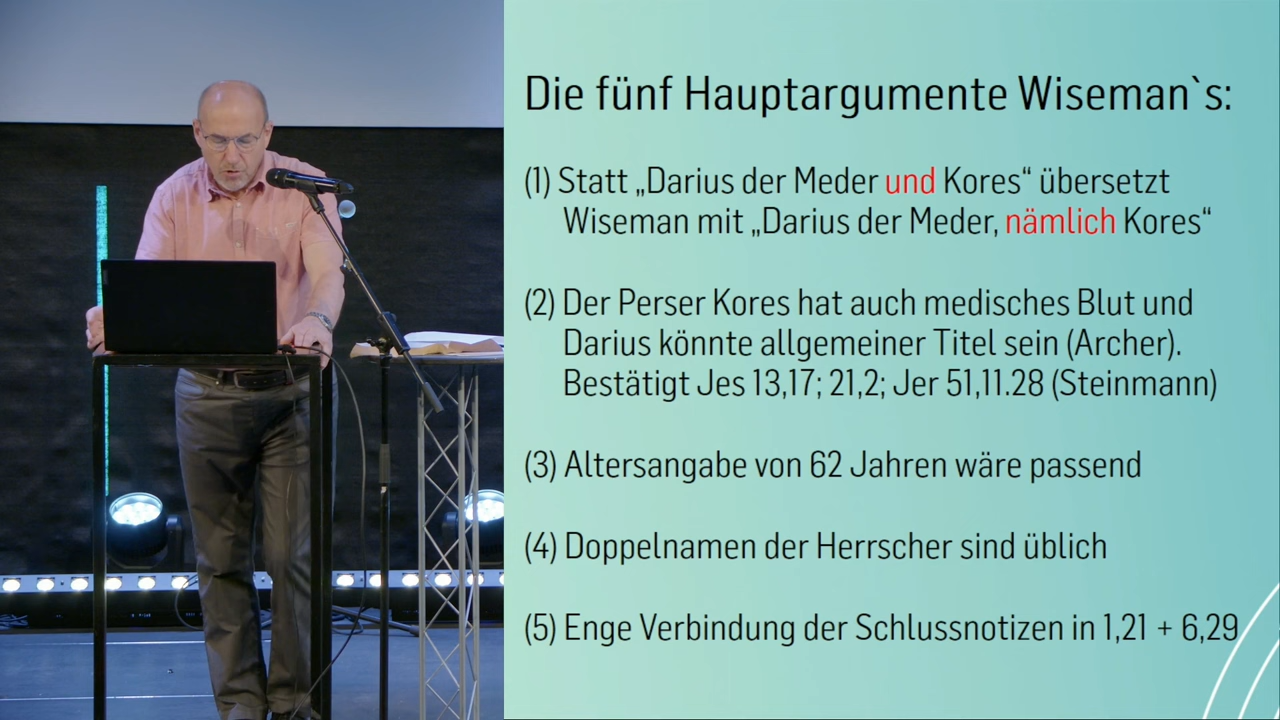 Die fünf Hauptargumente Wiseman`s:
(1) Statt „Darius der Meder und Kores“ übersetzt
Wiseman mit „Darius der Meder, nämlich Kores“
(2) Der Perser Kores hat auch medisches Blut und
Darius könnte allgemeiner Titel sein (Archer).
Bestätigt Jes 13,17; 21,2; Jer 51,11.28 (Steinmann)
(3) Altersangabe von 62 Jahren wäre passend
(4) Doppelnamen der Herrscher sind üblich
(5) Enge Verbindung der Schlussnotizen in 1,21 + 6,29